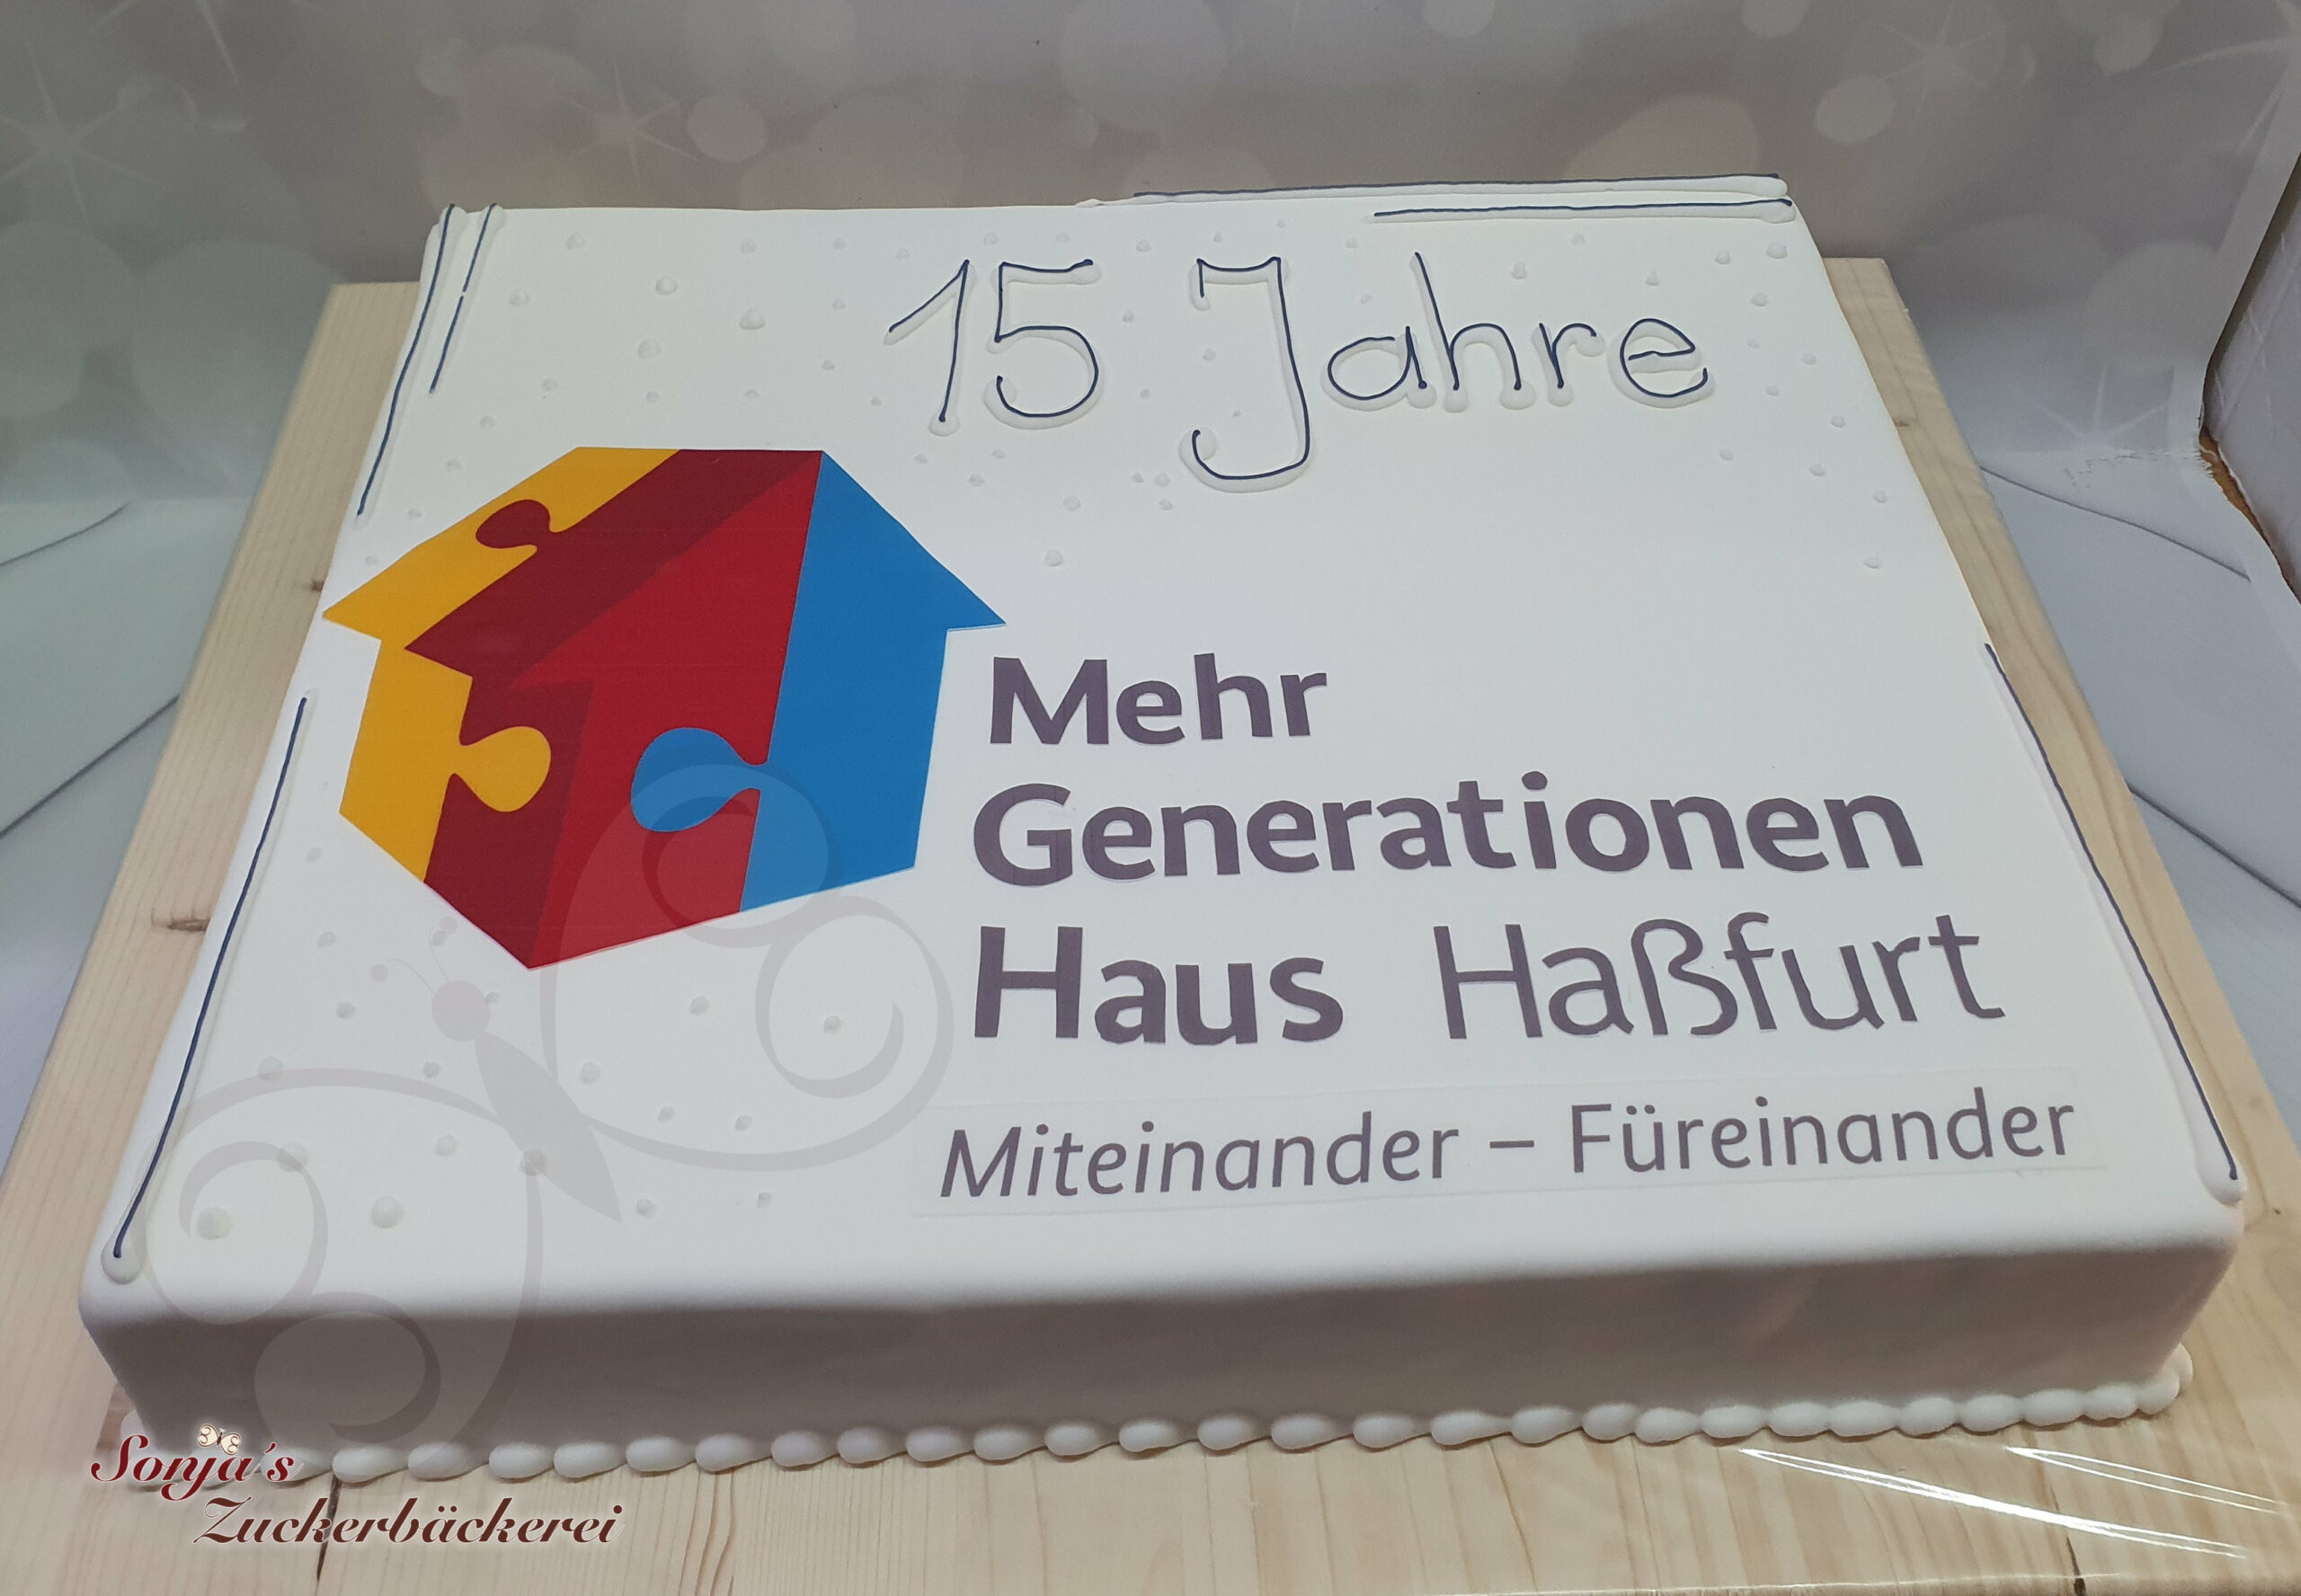 15 Jahre
Mehr
Generationen
Haus Haßfurt
Miteinander – Füreinander
Sonja´s
Zuckerbäckerei